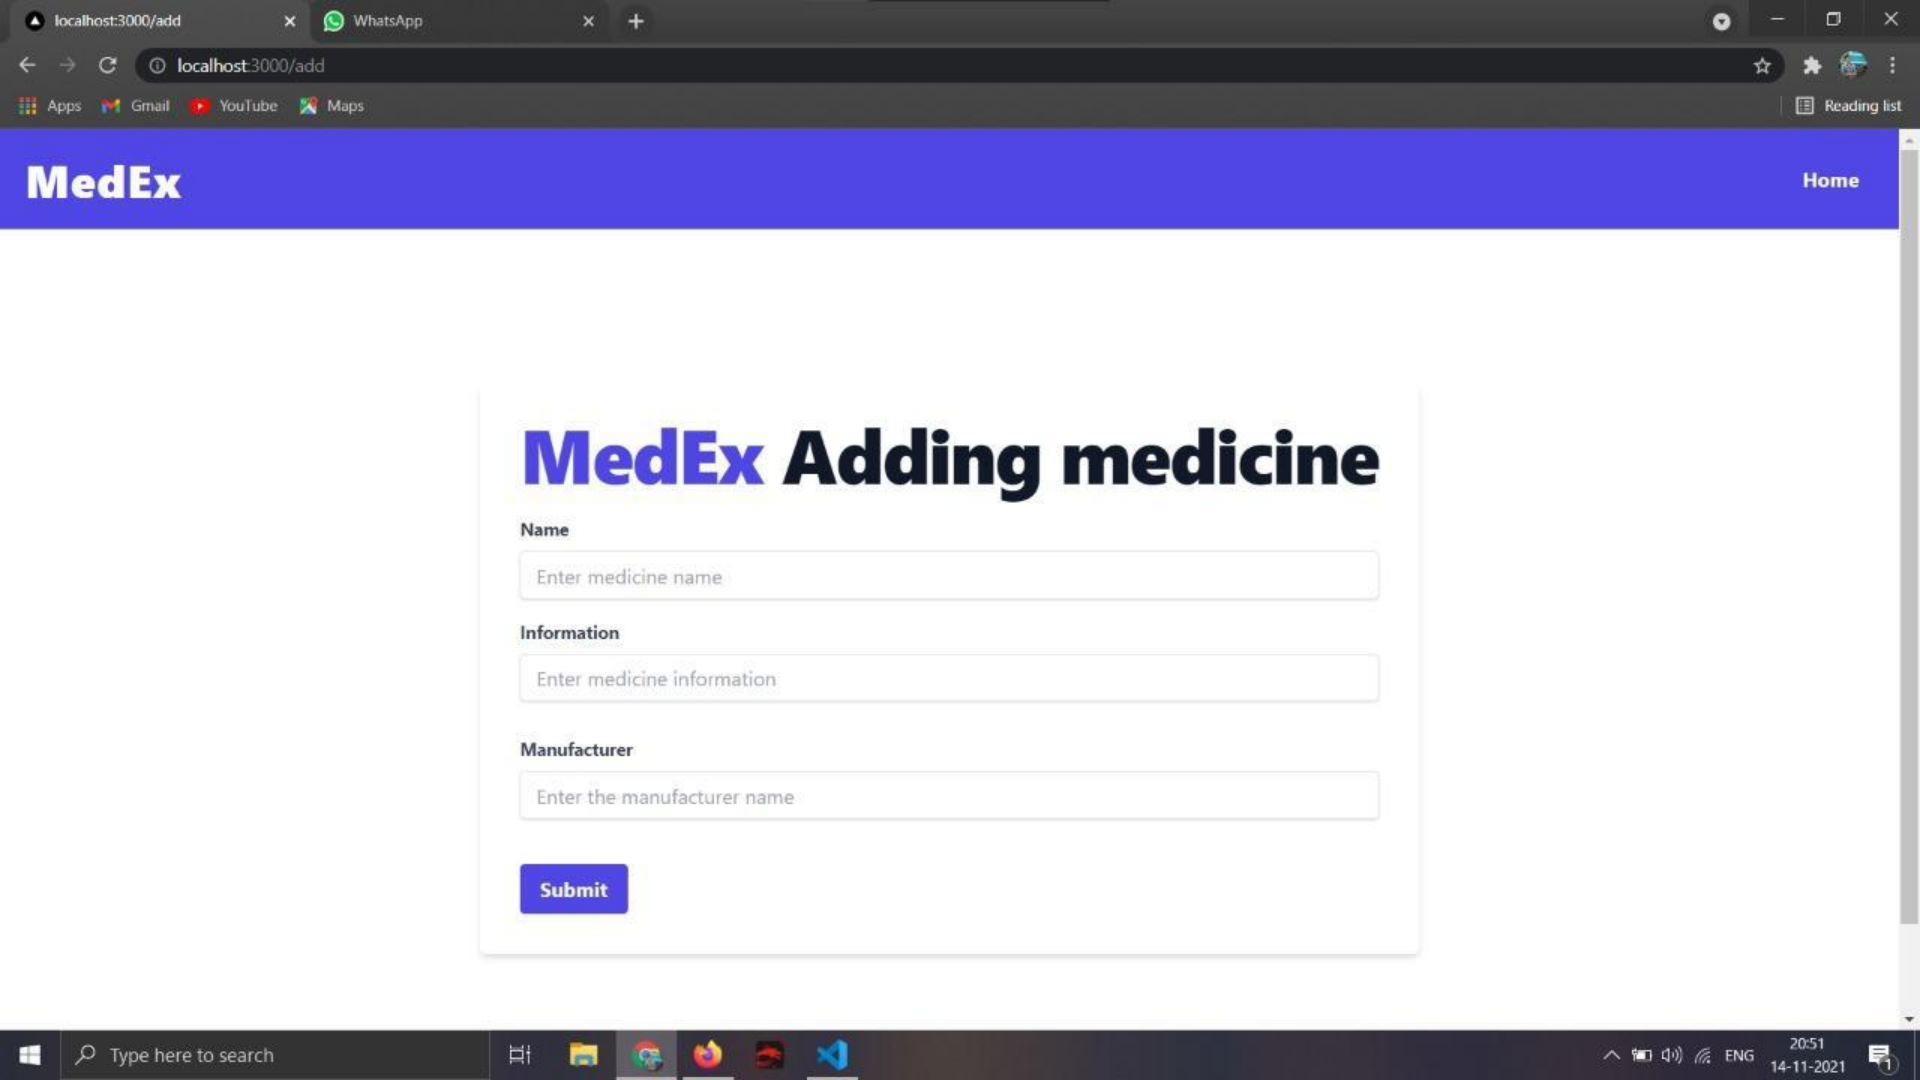 localhost:3000/add
WhatsApp
localhost:3000/add
Apps
Gmail
YouTube
Maps
Reading list
MedEx
Home
MedEx Adding medicine
Name
Enter medicine name
Information
Enter medicine information
Manufacturer
Enter the manufacturer name
Submit
Type here to search
ENG
20:51
14-11-2021
1